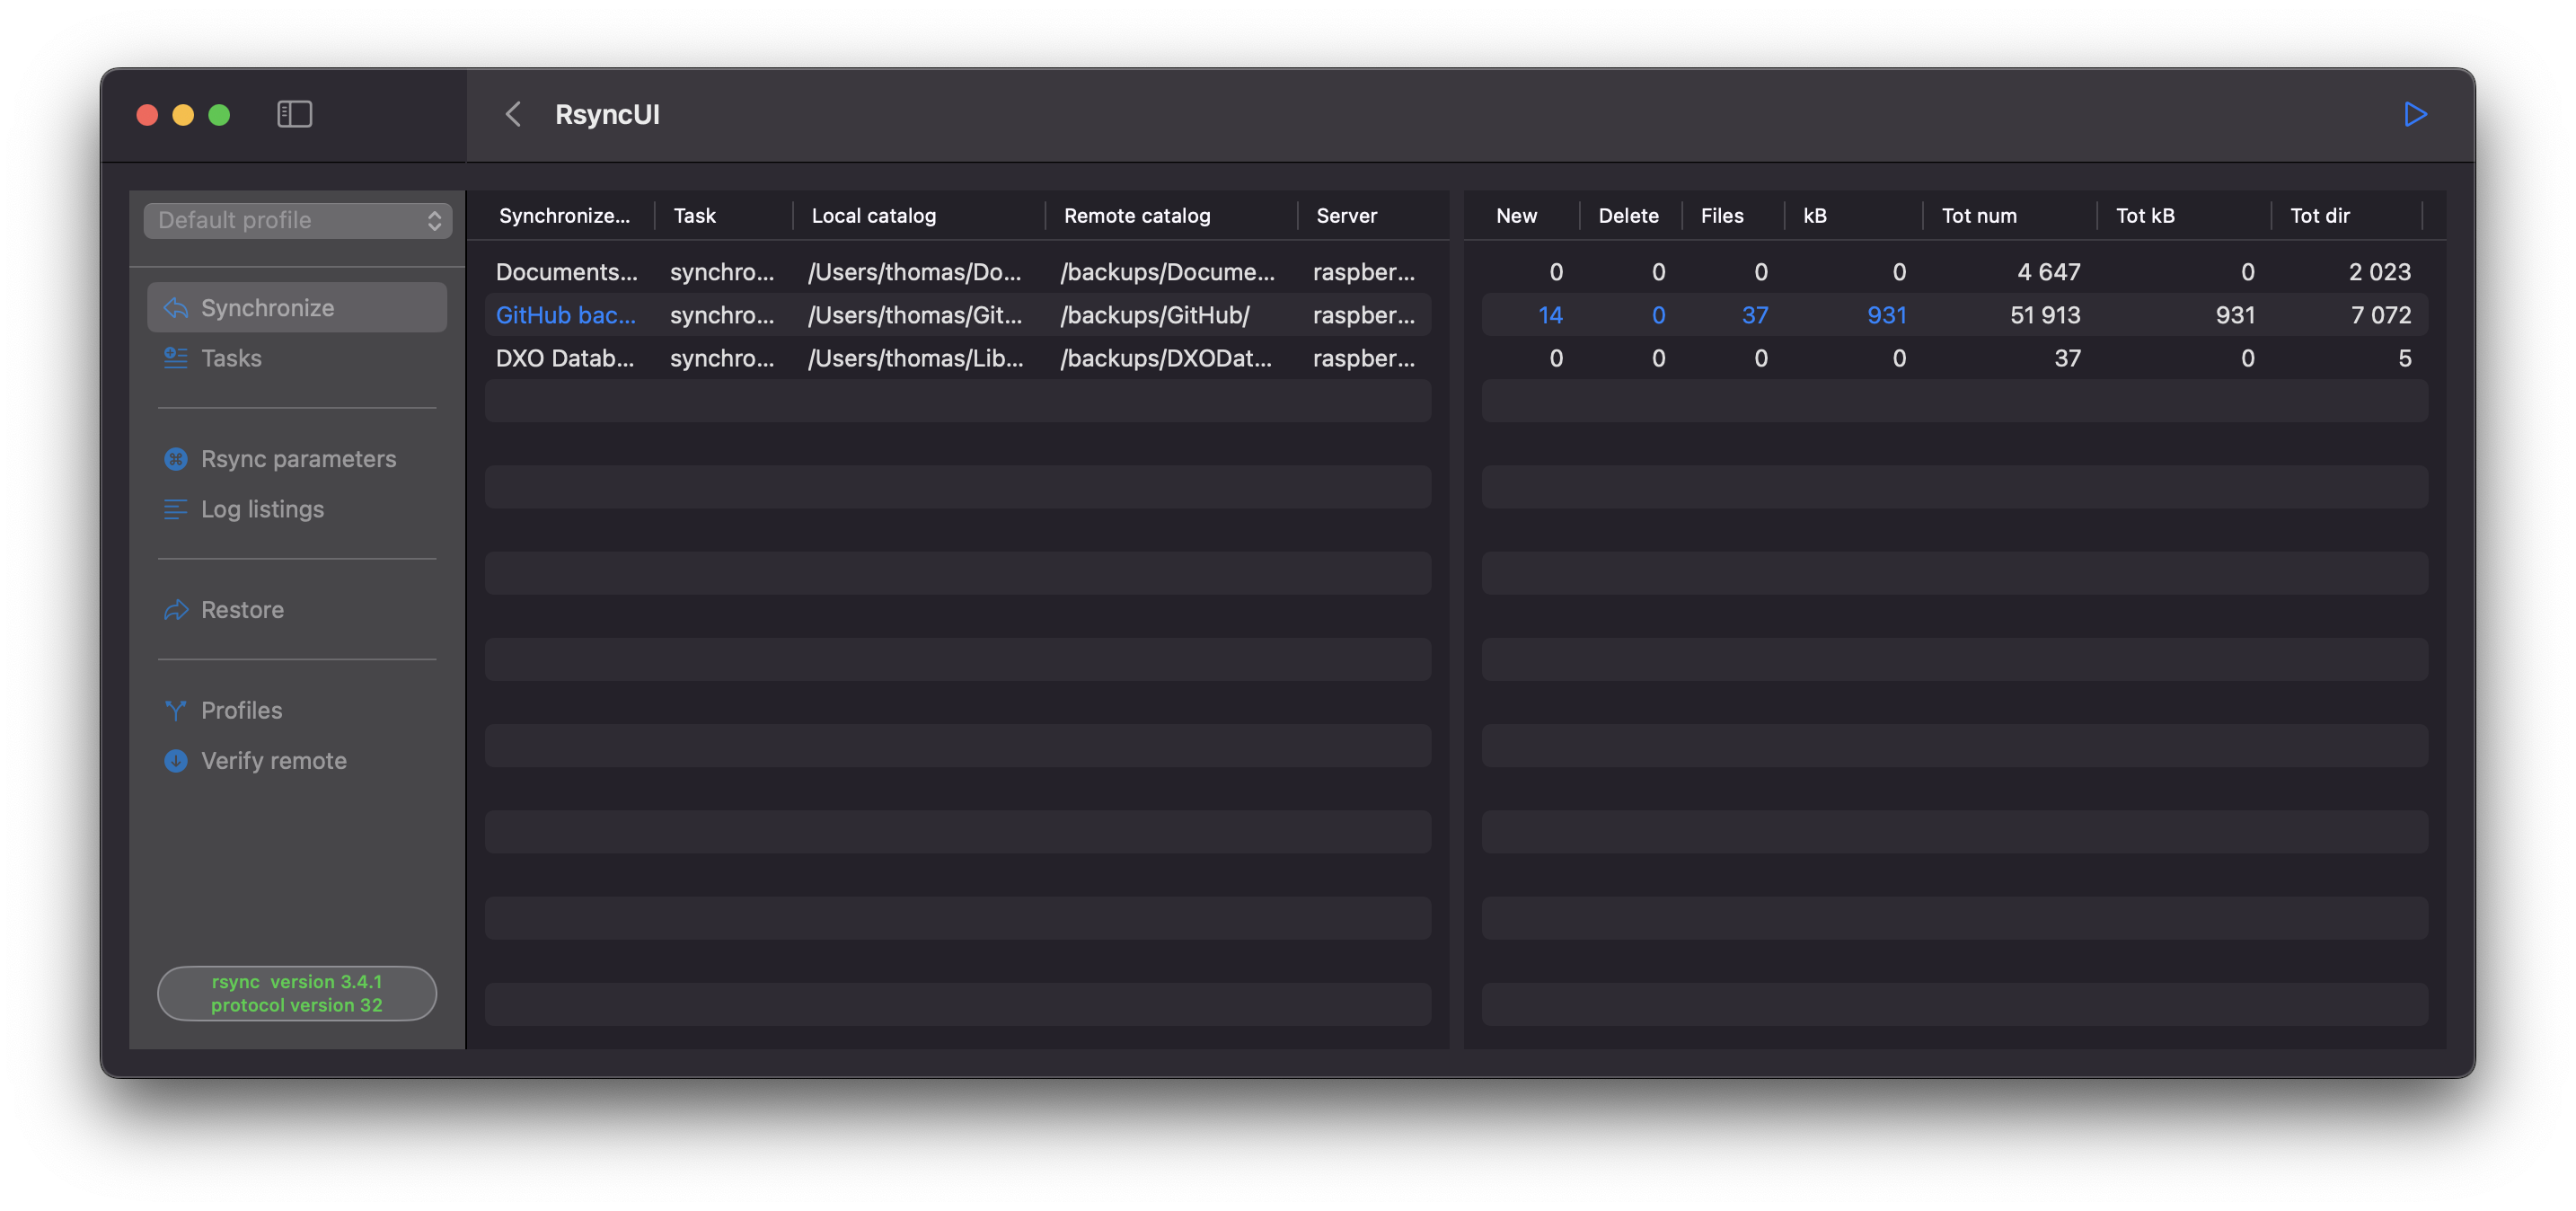 RsyncUI
Default profile
Synchronize
Tasks
Rsync parameters
Log listings
Restore
Profiles
Verify remote
rsync  version 3.4.1
protocol version 32
Synchronize... Task Local catalog Remote catalog Server
Documents... synchro... /Users/thomas/Do... /backups/Docume... raspber...
GitHub bac... synchro... /Users/thomas/Git... /backups/GitHub/ raspber...
DXO Datab... synchro... /Users/thomas/Lib... /backups/DXODat... raspber...
New Delete Files kB Tot num Tot kB Tot dir
0 0 0 0 4 647 0 2 023
14 0 37 931 51 913 931 7 072
0 0 0 0 37 0 5